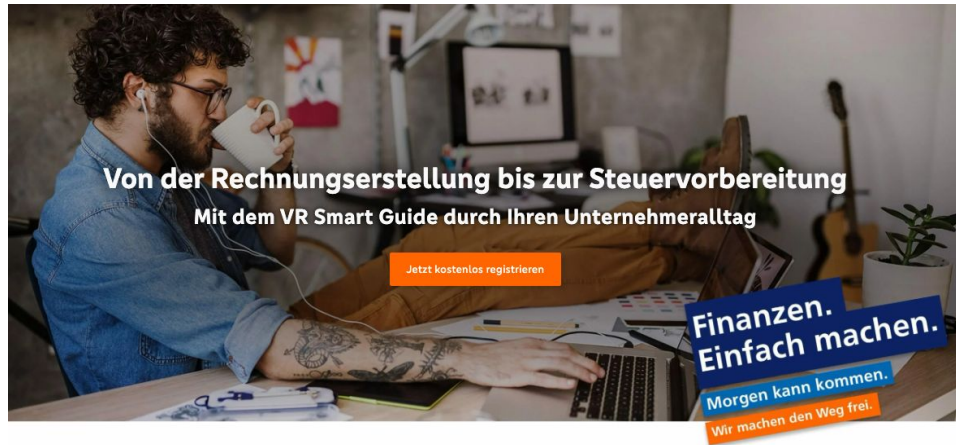 Von der Rechnungserstellung bis zur Steuervorbereitung
Mit dem VR Smart Guide durch Ihren Unternehmeralltag
Jetzt kostenlos registrieren
Finanzen.
Einfach machen.
Morgen kann kommen.
Wir machen den Weg frei.